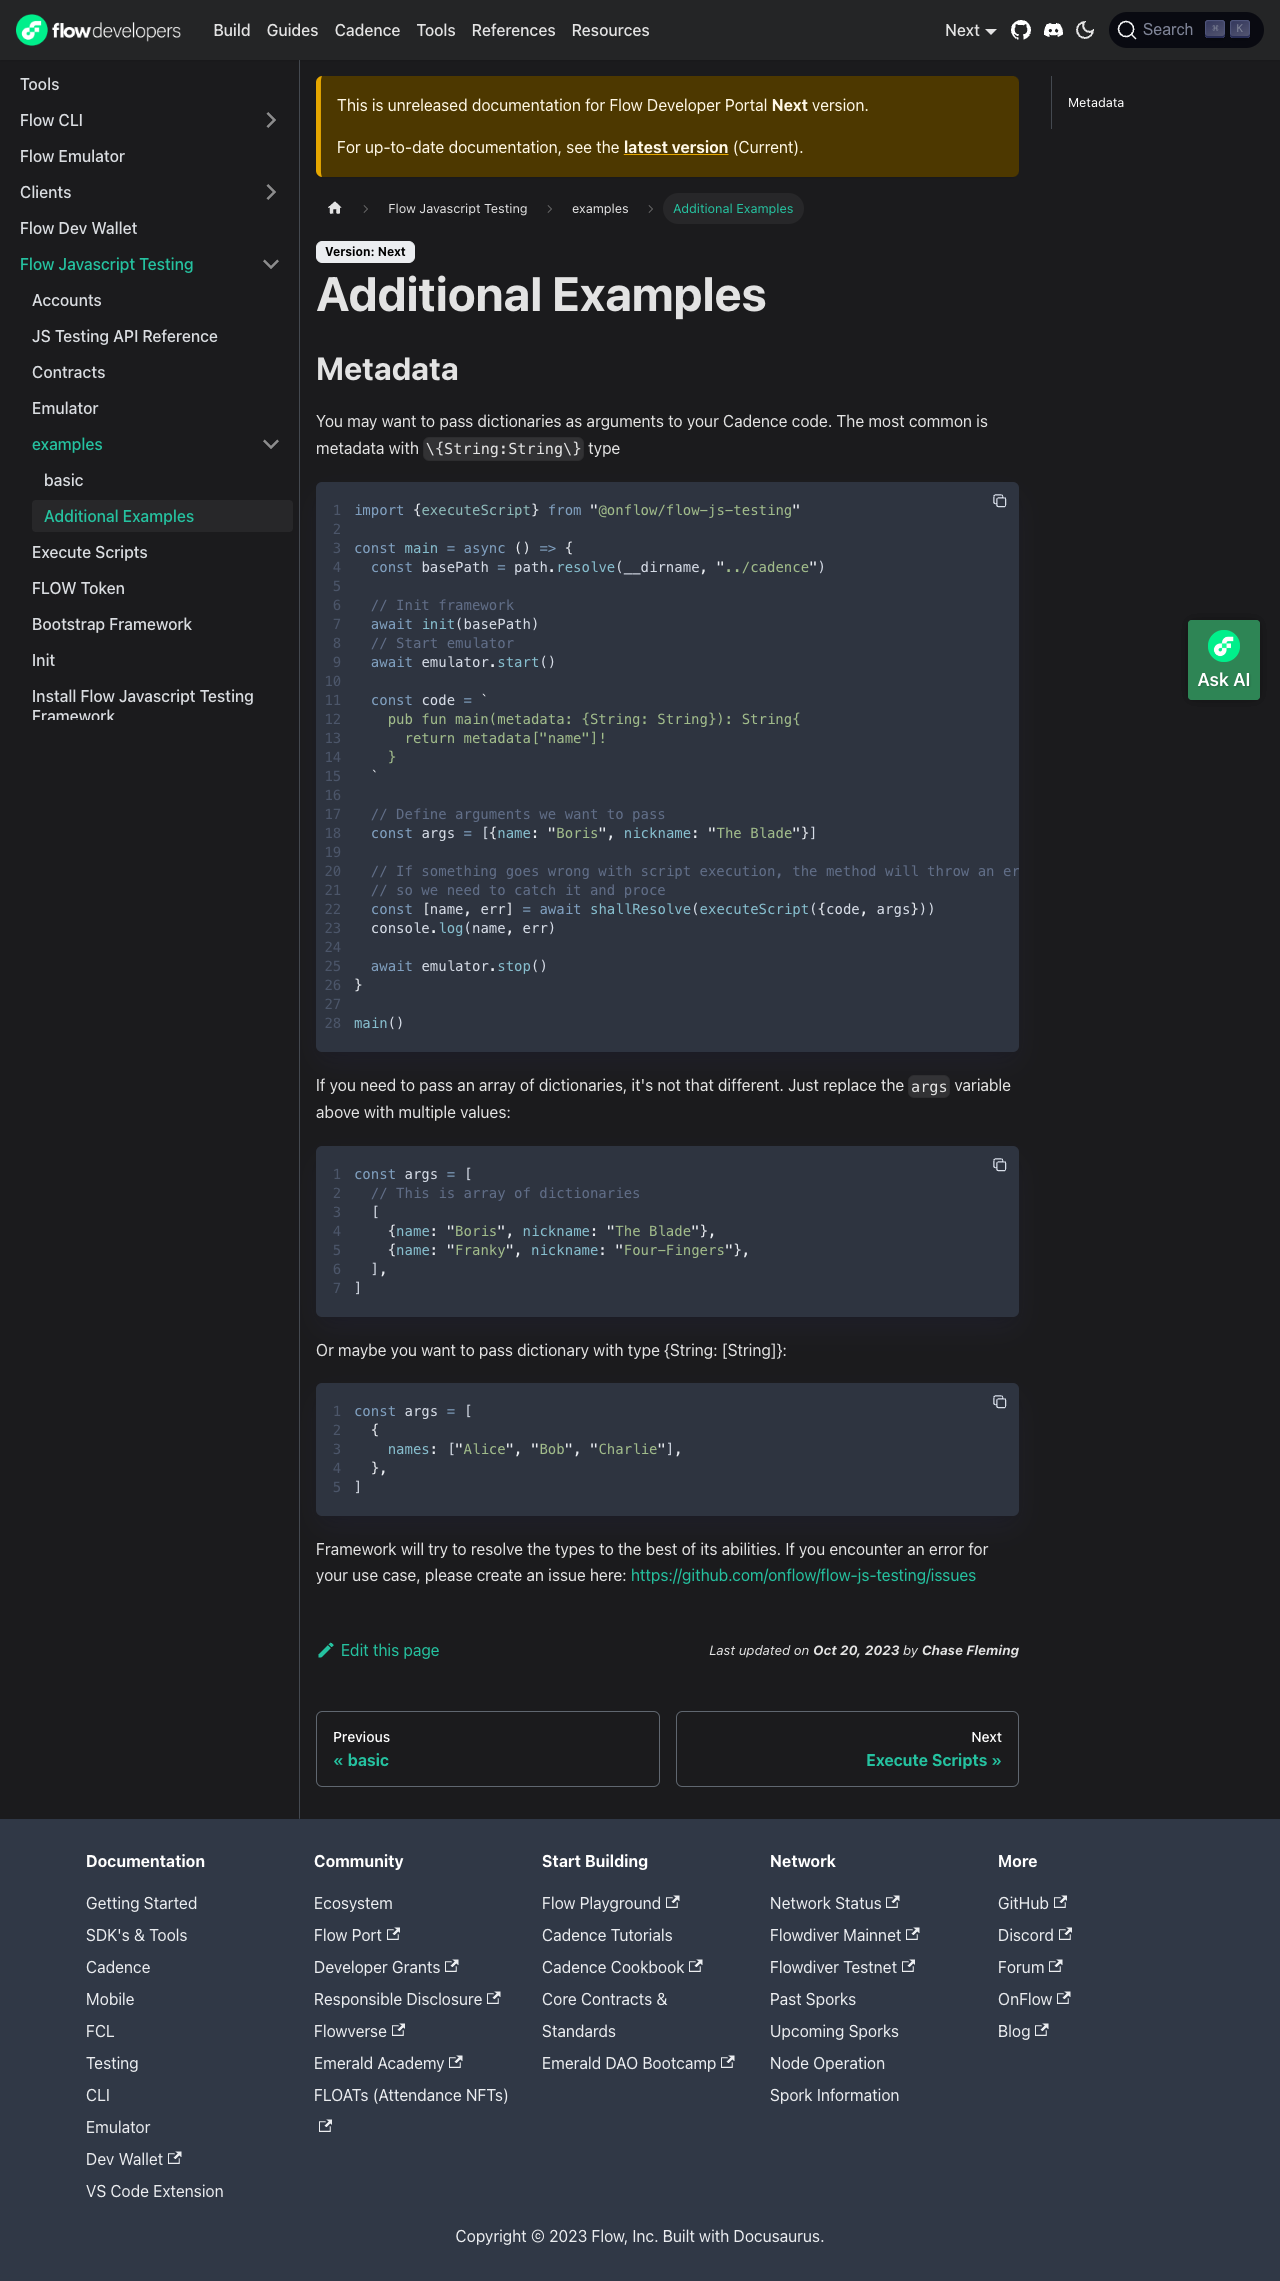 flowdevelopers
Build Guides Cadence Tools References Resources
Next
Search ⌘ K
Tools
Flow CLI
Flow Emulator
Clients
Flow Dev Wallet
Flow Javascript Testing
Accounts
JS Testing API Reference
Contracts
Emulator
examples
basic
Additional Examples
Execute Scripts
FLOW Token
Bootstrap Framework
Init
Install Flow Javascript Testing
Framework
This is unreleased documentation for Flow Developer Portal Next version.
For up-to-date documentation, see the latest version (Current).
Flow Javascript Testing > examples > Additional Examples
Version: Next
Additional Examples
Metadata
You may want to pass dictionaries as arguments to your Cadence code. The most common is
metadata with \{String:String\} type
1 import {executeScript} from "@onflow/flow-js-testing"
2
3 const main = async () => {
4   const basePath = path.resolve(__dirname, "../cadence")
5
6   // Init framework
7   await init(basePath)
8   // Start emulator
9   await emulator.start()
10
11   const code = `
12     pub fun main(metadata: {String: String}): String{
13       return metadata["name"]!
14     }
15   `
16
17   // Define arguments we want to pass
18   const args = [{name: "Boris", nickname: "The Blade"}]
19
20   // If something goes wrong with script execution, the method will throw an er
21   // so we need to catch it and proce
22   const [name, err] = await shallResolve(executeScript({code, args}))
23   console.log(name, err)
24
25   await emulator.stop()
26 }
27
28 main()
If you need to pass an array of dictionaries, it's not that different. Just replace the args variable
above with multiple values:
1 const args = [
2   // This is array of dictionaries
3   [
4     {name: "Boris", nickname: "The Blade"},
5     {name: "Franky", nickname: "Four-Fingers"},
6   ],
7 ]
Or maybe you want to pass dictionary with type {String: [String]}:
1 const args = [
2   {
3     names: ["Alice", "Bob", "Charlie"],
4   },
5 ]
Framework will try to resolve the types to the best of its abilities. If you encounter an error for
your use case, please create an issue here: https://github.com/onflow/flow-js-testing/issues
Edit this page
Last updated on Oct 20, 2023 by Chase Fleming
Previous
« basic
Next
Execute Scripts »
Metadata
Ask AI
Documentation
Getting Started
SDK's & Tools
Cadence
Mobile
FCL
Testing
CLI
Emulator
Dev Wallet
VS Code Extension
Community
Ecosystem
Flow Port
Developer Grants
Responsible Disclosure
Flowverse
Emerald Academy
FLOATs (Attendance NFTs)
Start Building
Flow Playground
Cadence Tutorials
Cadence Cookbook
Core Contracts &
Standards
Emerald DAO Bootcamp
Network
Network Status
Flowdiver Mainnet
Flowdiver Testnet
Past Sporks
Upcoming Sporks
Node Operation
Spork Information
More
GitHub
Discord
Forum
OnFlow
Blog
Copyright © 2023 Flow, Inc. Built with Docusaurus.